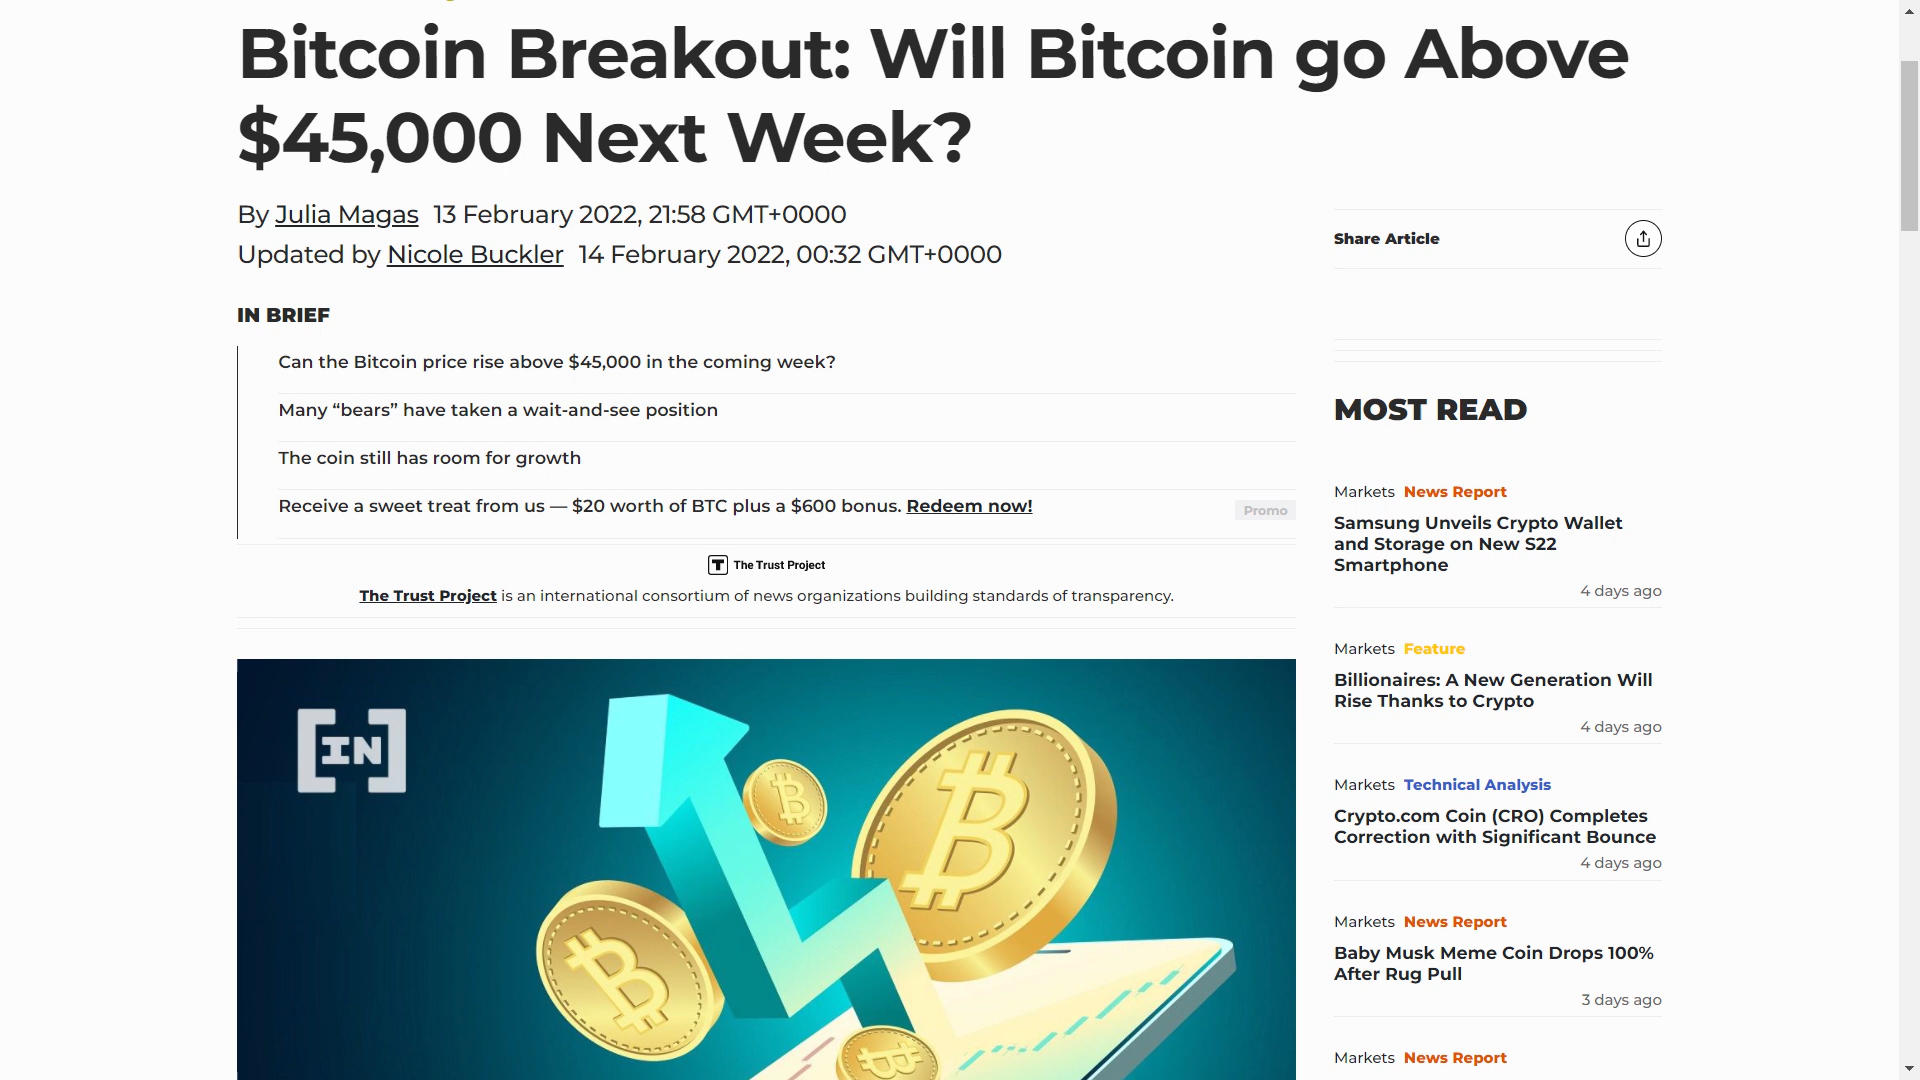 Bitcoin Breakout: Will Bitcoin go Above
$45,000 Next Week?
By Julia Magas 13 February 2022, 21:58 GMT+0000
Updated by Nicole Buckler 14 February 2022, 00:32 GMT+0000
IN BRIEF
Can the Bitcoin price rise above $45,000 in the coming week?
Many “bears” have taken a wait-and-see position
The coin still has room for growth
Receive a sweet treat from us — $20 worth of BTC plus a $600 bonus. Redeem now!
Promo
T The Trust Project
The Trust Project is an international consortium of news organizations building standards of transparency.
[IN]
Share Article
MOST READ
Markets News Report
Samsung Unveils Crypto Wallet
and Storage on New S22
Smartphone
4 days ago
Markets Feature
Billionaires: A New Generation Will
Rise Thanks to Crypto
4 days ago
Markets Technical Analysis
Crypto.com Coin (CRO) Completes
Correction with Significant Bounce
4 days ago
Markets News Report
Baby Musk Meme Coin Drops 100%
After Rug Pull
3 days ago
Markets News Report